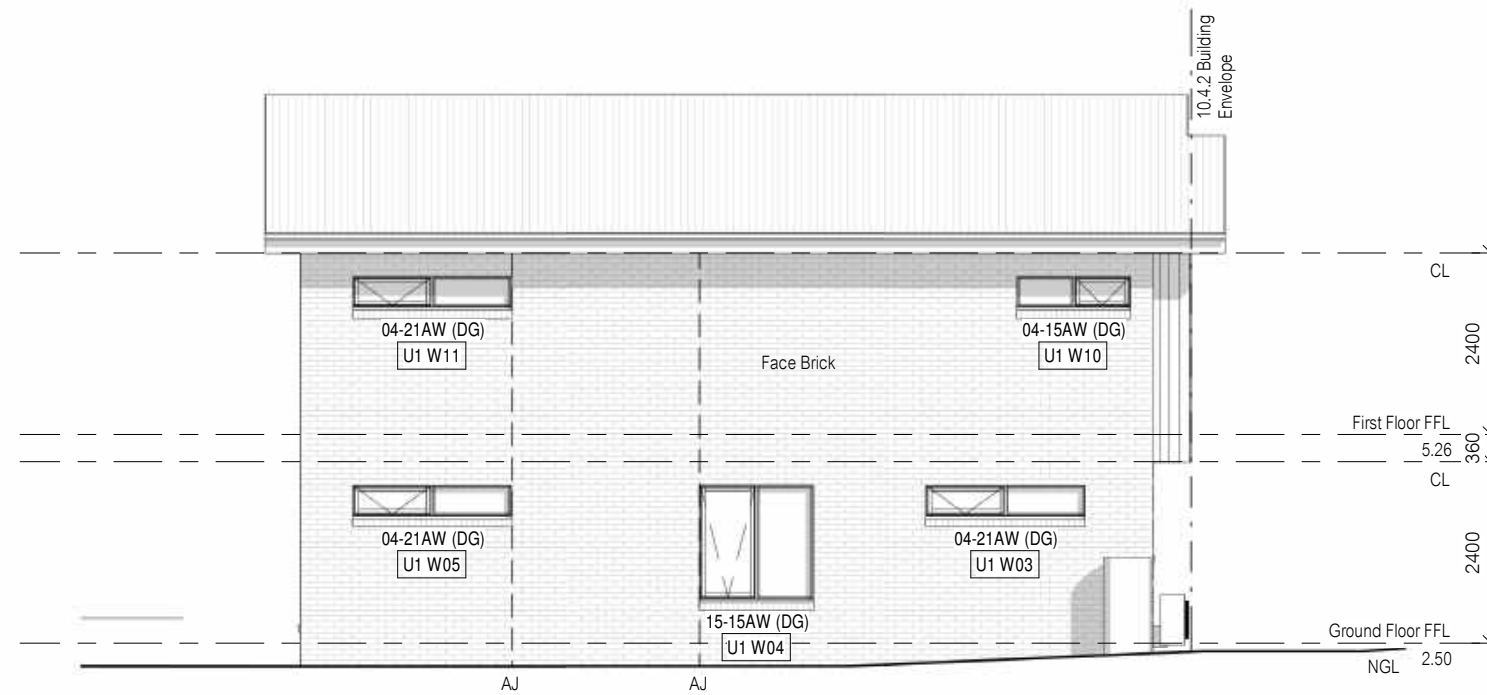 10.4.2 Building
Envelope
CL
04-21AW (DG)
U1 W11
04-15AW (DG)
U1 W10
2400
Face Brick
First Floor FFL
5.26
360
CL
04-21AW (DG)
U1 W05
04-21AW (DG)
U1 W03
2400
15-15AW (DG)
U1 W04
Ground Floor FFL
2.50
NGL
AJ
AJ